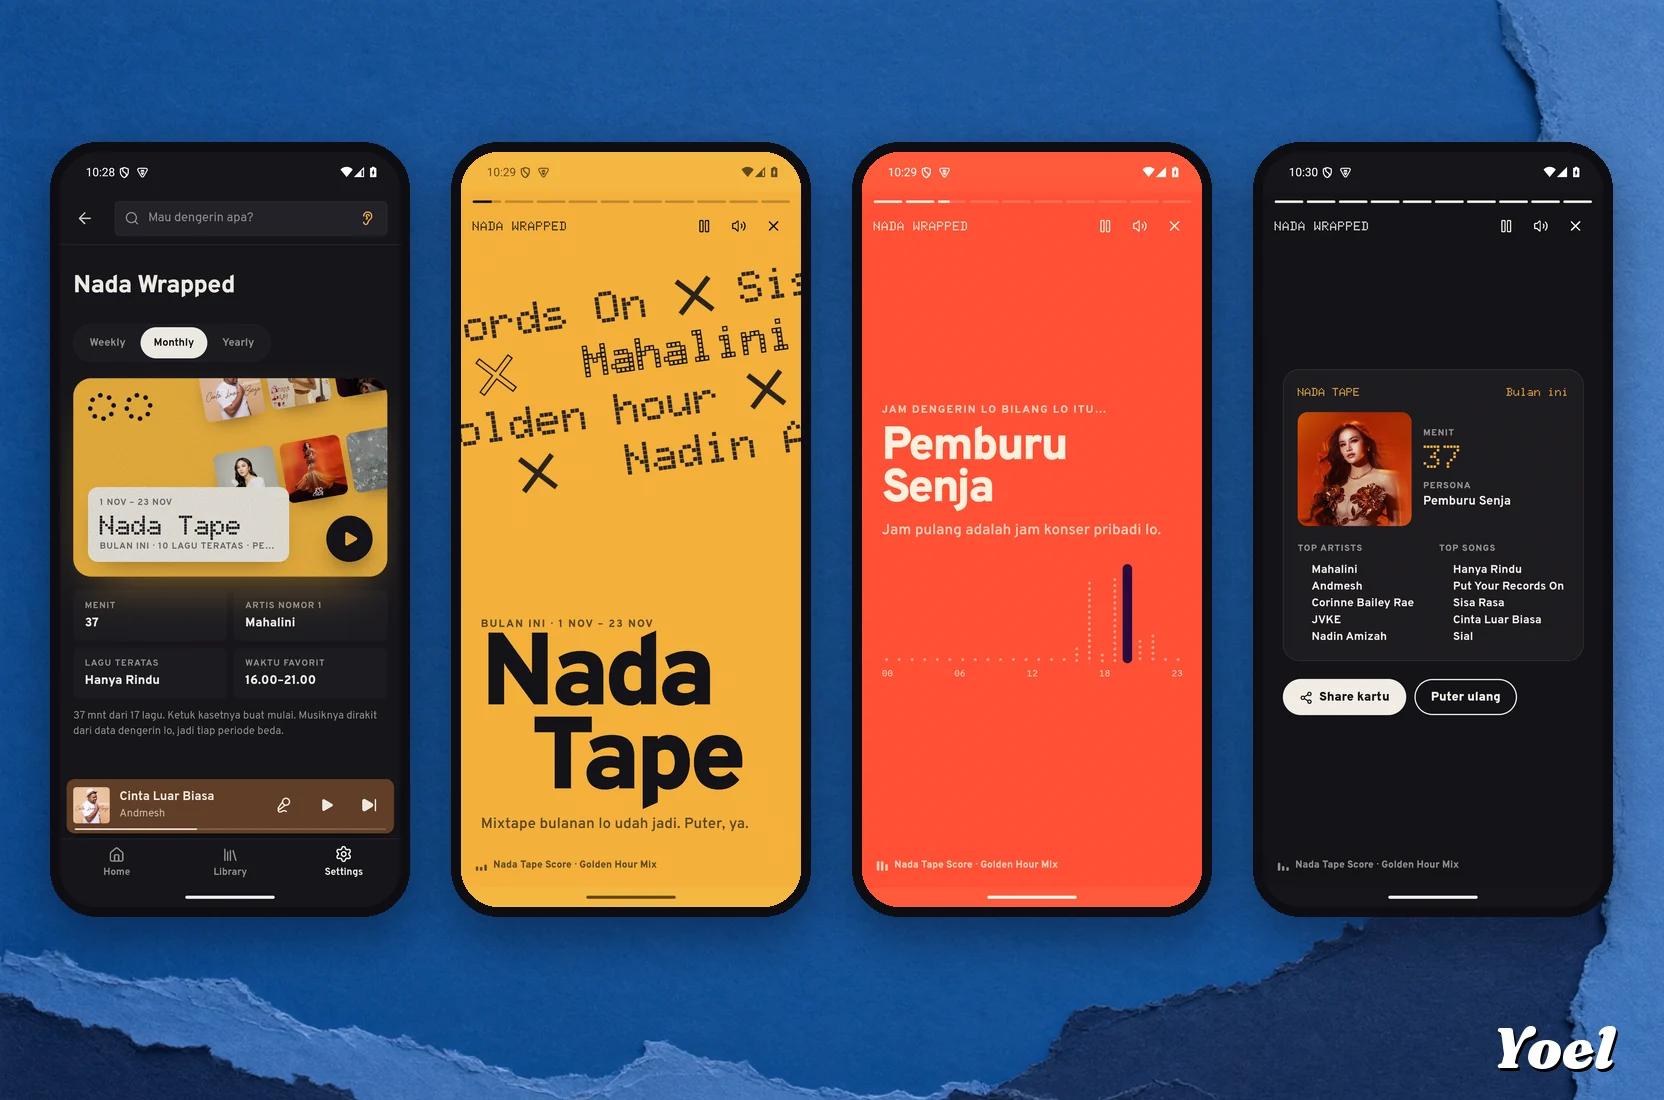 10:28
Mau dengerin apa?
Nada Wrapped
Weekly Monthly Yearly
Cinta Luar Biasa
1 NOV – 23 NOV
Nada Tape
BULAN INI · 10 LAGU TERATAS · PE...
MENIT
37
ARTIS NOMOR 1
Mahalini
LAGU TERATAS
Hanya Rindu
WAKTU FAVORIT
16.00–21.00
37 mnt dari 17 lagu. Ketuk kasetnya buat mulai. Musiknya dirakit
dari data dengerin lo, jadi tiap periode beda.
Cinta Luar Biasa
Andmesh
Home Library Settings
10:29
NADA WRAPPED
ords On × Sis
× Mahalini
olden hour ×
× Nadin A
BULAN INI · 1 NOV – 23 NOV
Nada
Tape
Mixtape bulanan lo udah jadi. Puter, ya.
Nada Tape Score · Golden Hour Mix
10:29
NADA WRAPPED
JAM DENGERIN LO BILANG LO ITU...
Pemburu
Senja
Jam pulang adalah jam konser pribadi lo.
00 06 12 18 23
Nada Tape Score · Golden Hour Mix
10:30
NADA WRAPPED
NADA TAPE Bulan ini
MENIT
37
PERSONA
Pemburu Senja
TOP ARTISTS
Mahalini
Andmesh
Corinne Bailey Rae
JVKE
Nadin Amizah
TOP SONGS
Hanya Rindu
Put Your Records On
Sisa Rasa
Cinta Luar Biasa
Sial
Share kartu Puter ulang
Nada Tape Score · Golden Hour Mix
Yoel